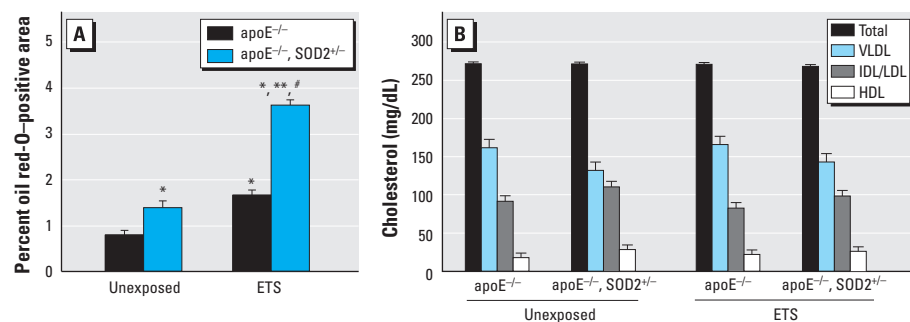 A
apoE–/–
apoE–/–, SOD2+/–
Percent oil red-O–positive area
5
4
3
2
1
0
*
*
*, **, #
Unexposed
ETS
B
Total
VLDL
IDL/LDL
HDL
Cholesterol (mg/dL)
300
250
200
150
100
50
0
apoE–/–
apoE–/–, SOD2+/–
apoE–/–
apoE–/–, SOD2+/–
Unexposed
ETS